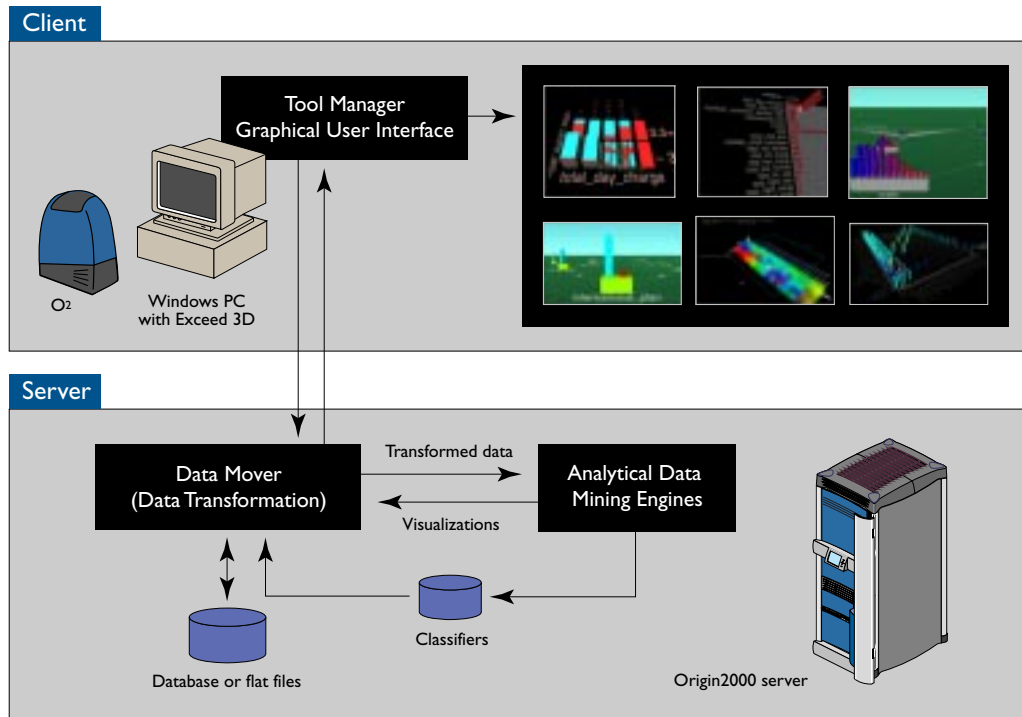 Client
Tool Manager
Graphical User Interface
total_day_charge
O2
Windows PC
with Exceed 3D
Server
Data Mover
(Data Transformation)
Transformed data
Visualizations
Analytical Data
Mining Engines
Classifiers
Database or flat files
Origin2000 server